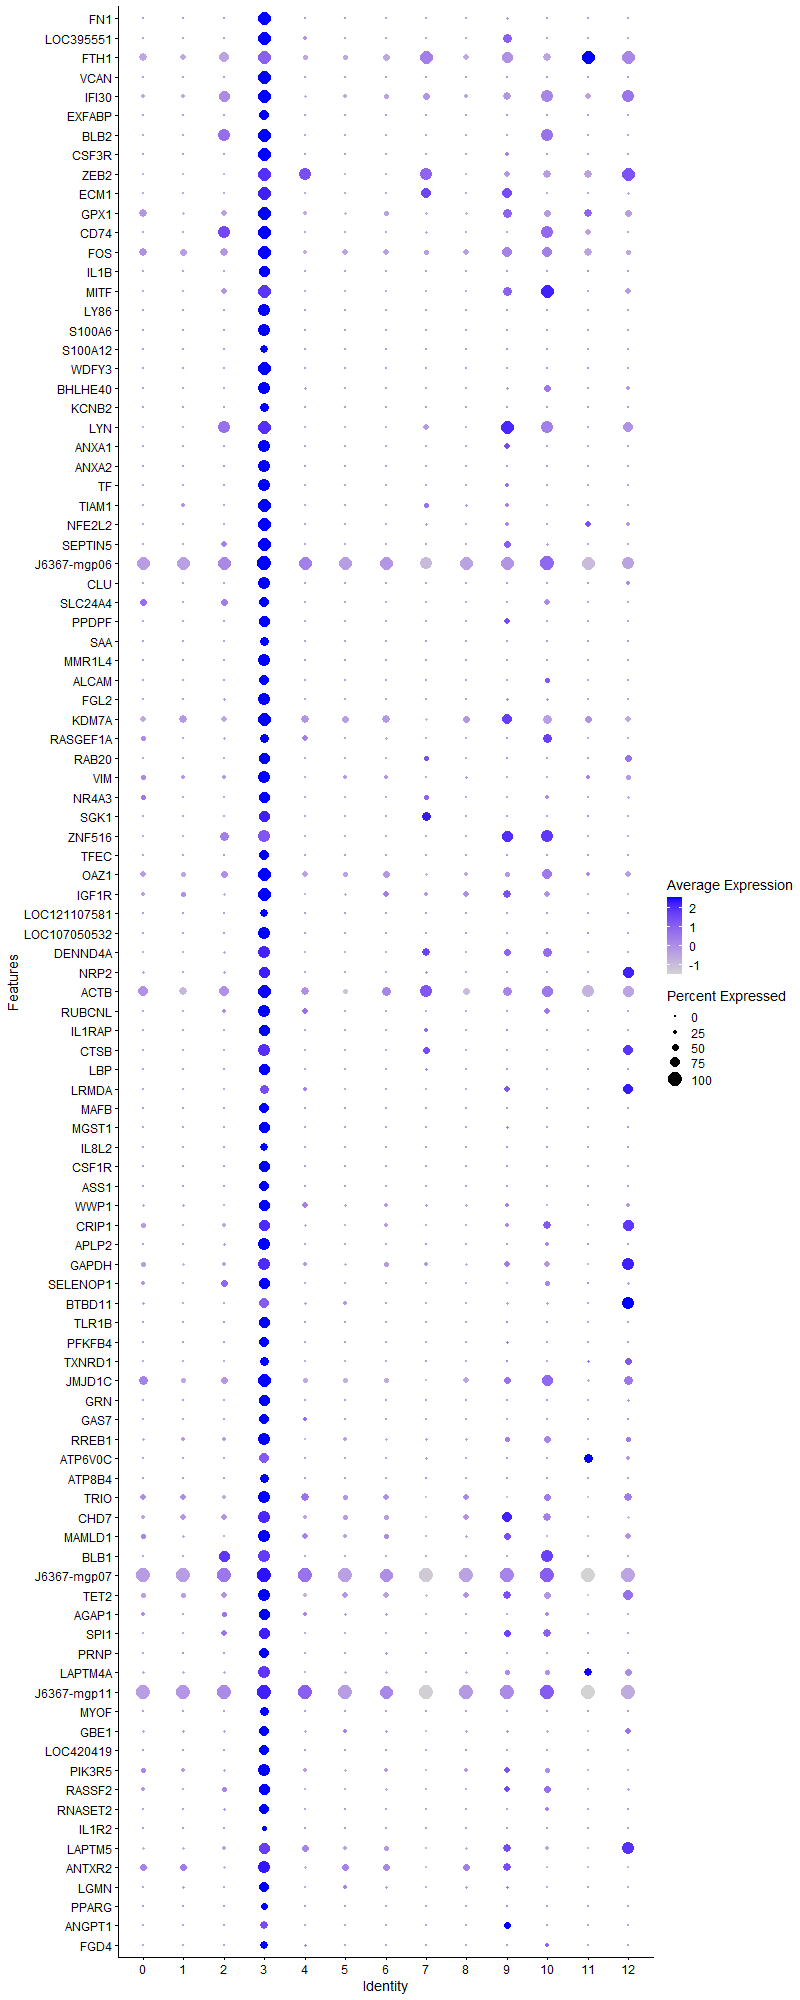 FN1
LOC395551
FTH1
VCAN
IFI30
EXFABP
BLB2
CSF3R
ZEB2
ECM1
GPX1
CD74
FOS
IL1B
MITF
LY86
S100A6
S100A12
WDFY3
BHLHE40
KCNB2
LYN
ANXA1
ANXA2
TF
TIAM1
NFE2L2
SEPTIN5
J6367-mgp06
CLU
SLC24A4
PPDPF
SAA
MMR1L4
ALCAM
FGL2
KDM7A
RASGEF1A
RAB20
VIM
NR4A3
SGK1
ZNF516
TFEC
OAZ1
IGF1R
LOC121107581
LOC107050532
DENND4A
NRP2
ACTB
RUBCNL
IL1RAP
CTSB
LBP
LRMDA
MAFB
MGST1
IL8L2
CSF1R
ASS1
WWP1
CRIP1
APLP2
GAPDH
SELENOP1
BTBD11
TLR1B
PFKFB4
TXNRD1
JMJD1C
GRN
GAS7
RREB1
ATP6V0C
ATP8B4
TRIO
CHD7
MAMLD1
BLB1
J6367-mgp07
TET2
AGAP1
SPI1
PRNP
LAPTM4A
J6367-mgp11
MYOF
GBE1
LOC420419
PIK3R5
RASSF2
RNASET2
IL1R2
LAPTM5
ANTXR2
LGMN
PPARG
ANGPT1
FGD4
Features
0 1 2 3 4 5 6 7 8 9 10 11 12
Identity
Average Expression
2
1
0
-1
Percent Expressed
0
25
50
75
100